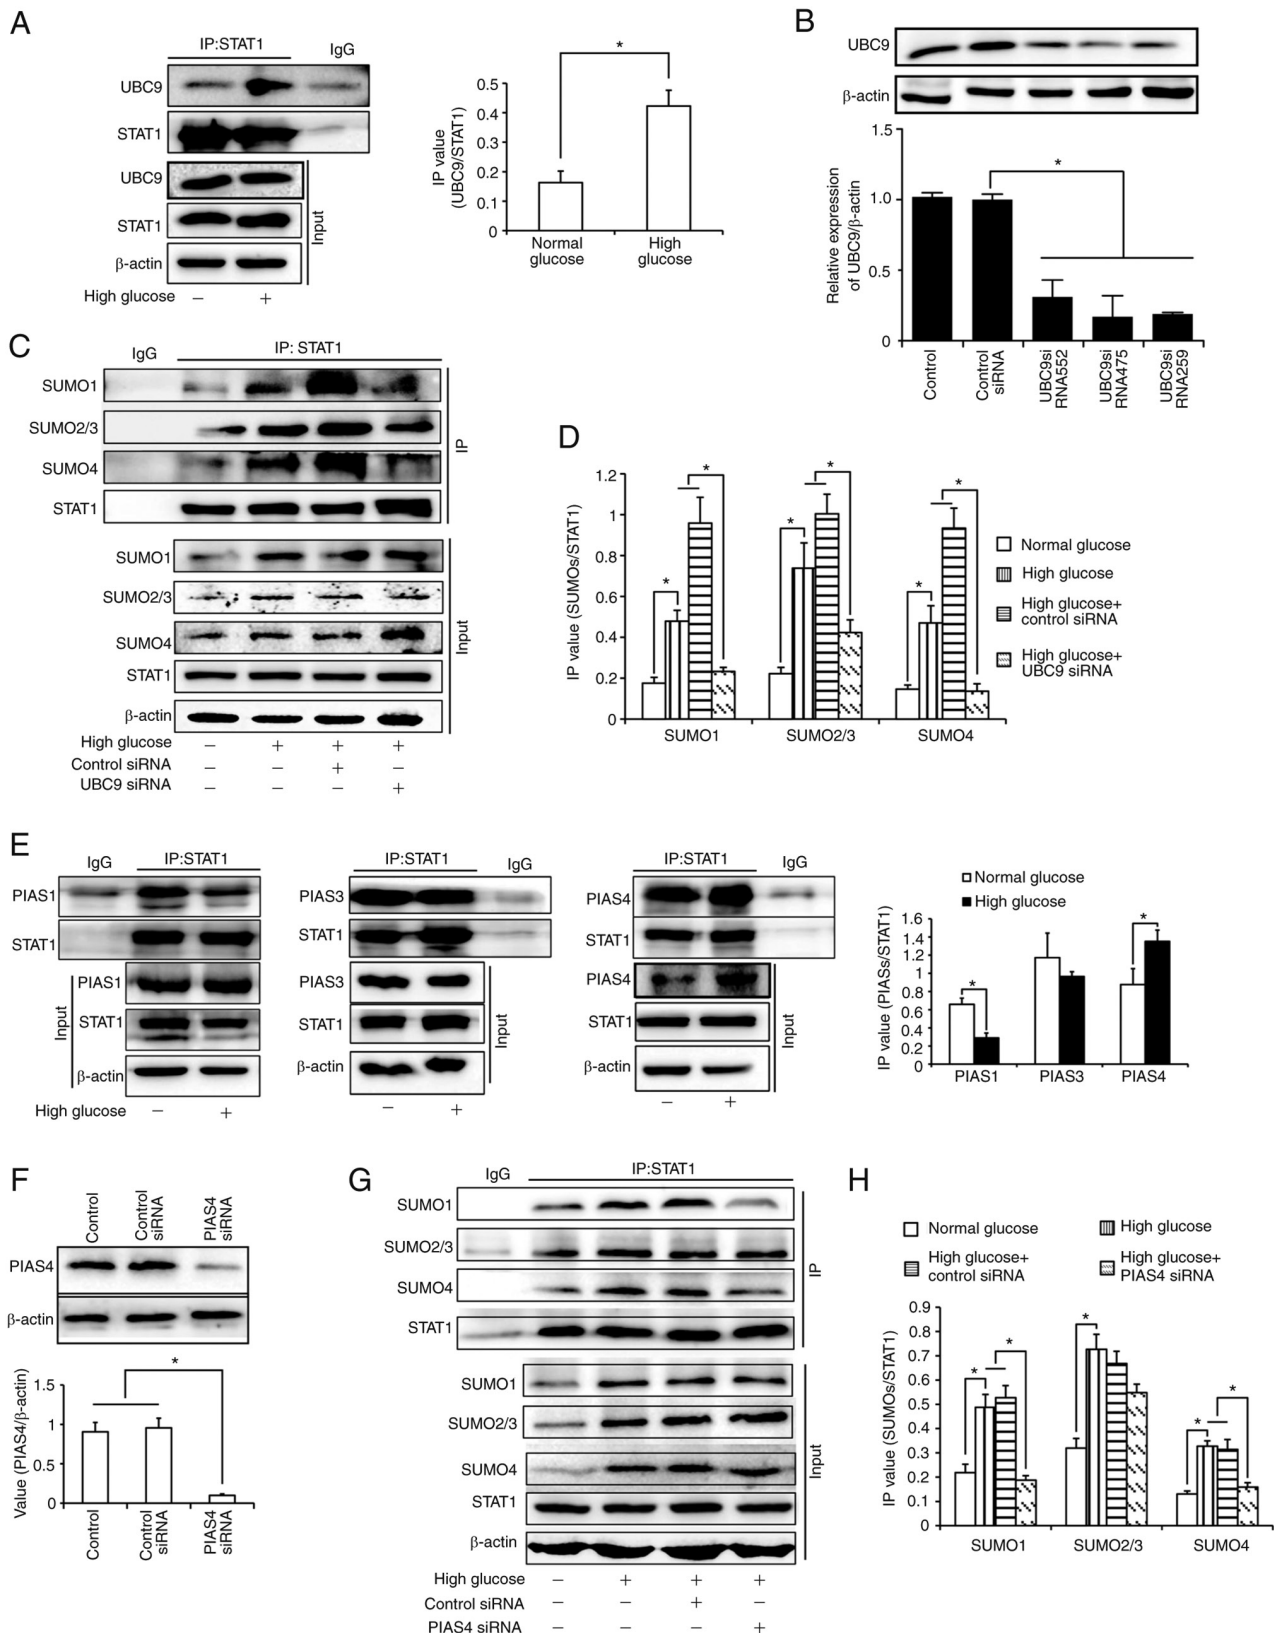 A
IP:STAT1
IgG
UBC9
STAT1
UBC9
STAT1
β-actin
Input
High glucose
− +
*
IP value
(UBC9/STAT1)
0.5
0.4
0.3
0.2
0.1
0
Normal
glucose
High
glucose
B
UBC9
β-actin
Relative expression
of UBC9/β-actin
1.5
1.0
0.5
0
*
Control
Control
siRNA
UBC9si
RNA552
UBC9si
RNA475
UBC9si
RNA259
C
IgG
IP: STAT1
SUMO1
SUMO2/3
SUMO4
STAT1
IP
SUMO1
SUMO2/3
SUMO4
STAT1
β-actin
Input
High glucose − + + +
Control siRNA − − + −
UBC9 siRNA − − − +
D
IP value (SUMOs/STAT1)
1.2
1
0.8
0.6
0.4
0.2
0
* * * * * *
SUMO1 SUMO2/3 SUMO4
Normal glucose
High glucose
High glucose+
control siRNA
High glucose+
UBC9 siRNA
E
IgG
IP:STAT1
PIAS1
STAT1
PIAS1
STAT1
β-actin
Input
High glucose − +
IP:STAT1
IgG
PIAS3
STAT1
PIAS3
STAT1
β-actin
Input
− +
IP:STAT1
IgG
PIAS4
STAT1
PIAS4
STAT1
β-actin
Input
− +
Normal glucose
High glucose
IP value (PIASs/STAT1)
1.6
1.4
1.2
1
0.8
0.6
0.4
0.2
0
* *
PIAS1 PIAS3 PIAS4
F
Control
Control
siRNA
PIAS4
siRNA
PIAS4
β-actin
Value (PIAS4/β-actin)
1.5
1
0.5
0
*
Control
Control
siRNA
PIAS4
siRNA
G
IgG
IP:STAT1
SUMO1
SUMO2/3
SUMO4
STAT1
IP
SUMO1
SUMO2/3
SUMO4
STAT1
β-actin
Input
High glucose − + + +
Control siRNA − − + −
PIAS4 siRNA − − − +
H
Normal glucose
High glucose
High glucose+
control siRNA
High glucose+
PIAS4 siRNA
IP value (SUMOs/STAT1)
0.9
0.8
0.7
0.6
0.5
0.4
0.3
0.2
0.1
0
* * * * *
SUMO1 SUMO2/3 SUMO4